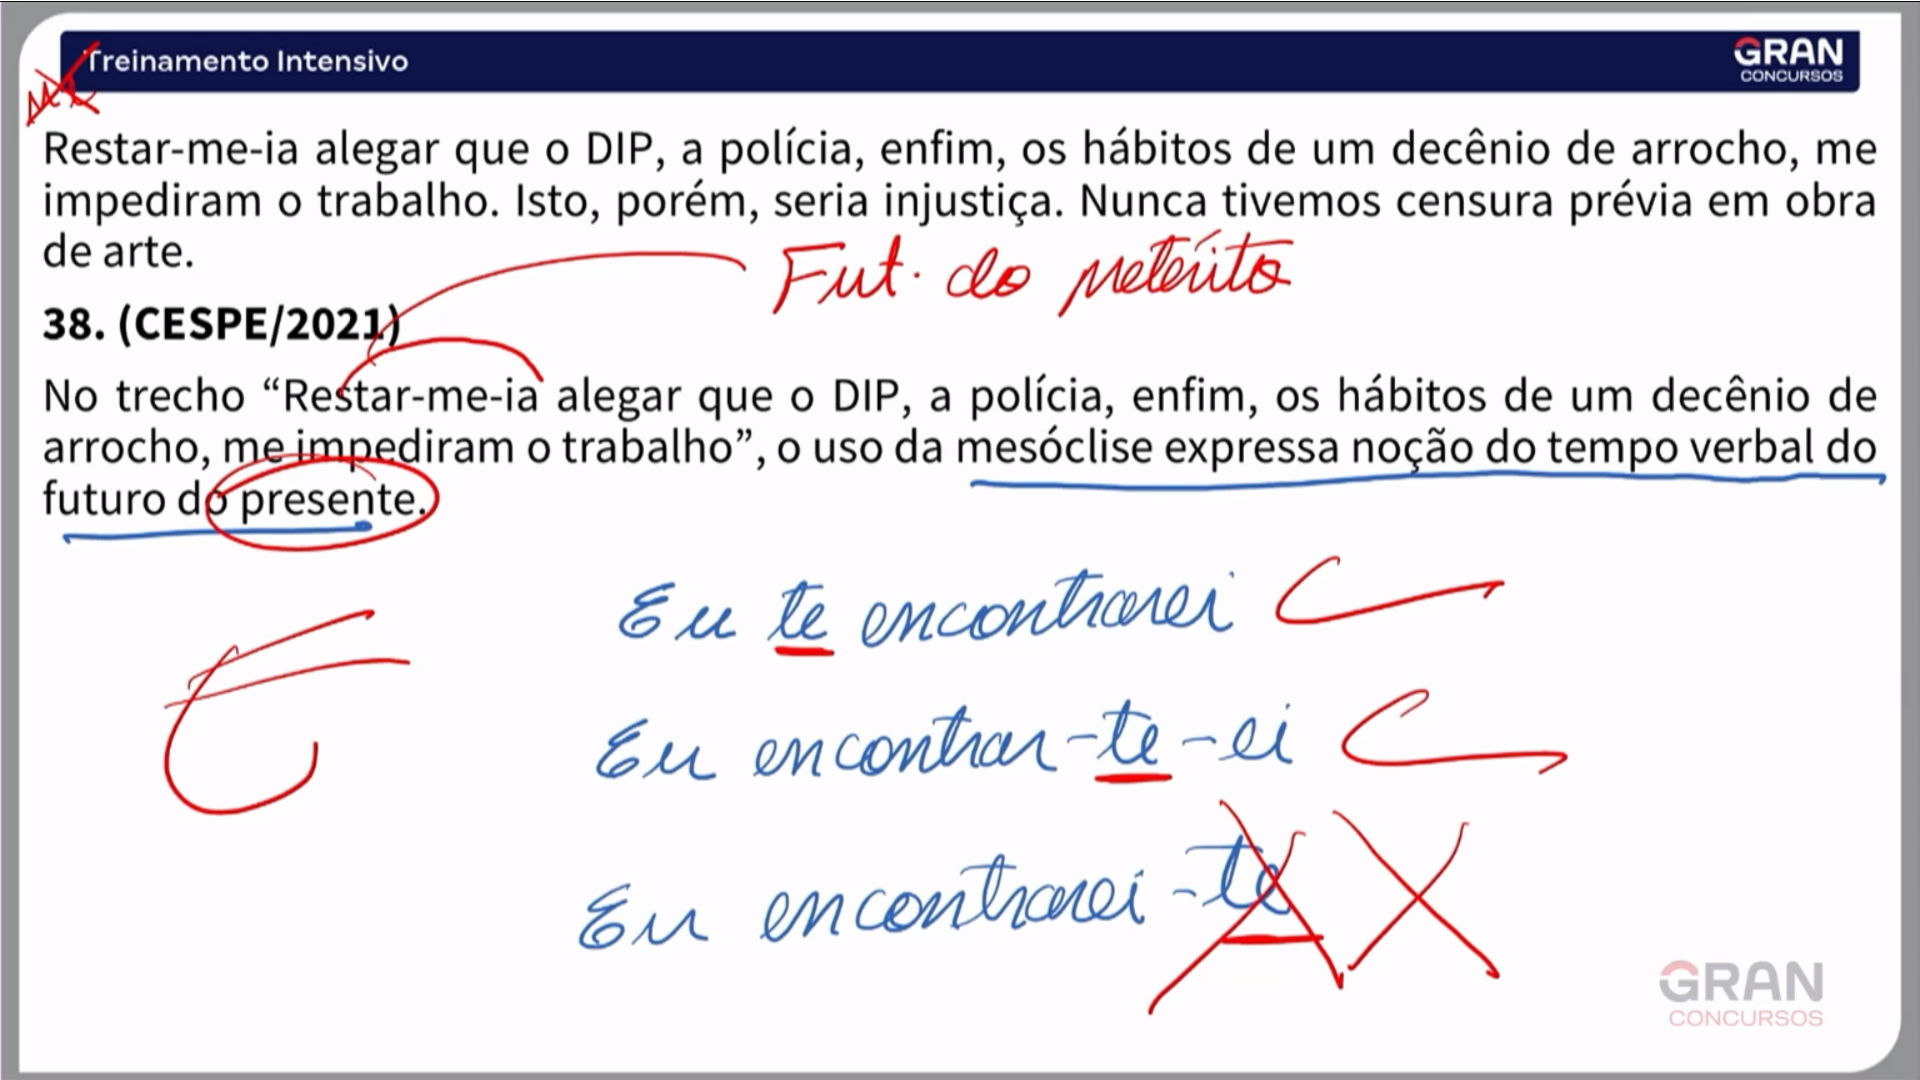 Treinamento Intensivo
GRAN
CONCURSOS
Restar-me-ia alegar que o DIP, a polícia, enfim, os hábitos de um decênio de arrocho, me
impediram o trabalho. Isto, porém, seria injustiça. Nunca tivemos censura prévia em obra
de arte.
Fut. do pretérito
38. (CESPE/2021)
No trecho “Restar-me-ia alegar que o DIP, a polícia, enfim, os hábitos de um decênio de
arrocho, me impediram o trabalho”, o uso da mesóclise expressa noção do tempo verbal do
futuro do presente.
Eu te encontrarei C
E
Eu encontrar-te-ei C
Eu encontrarei-te X
GRAN
CONCURSOS